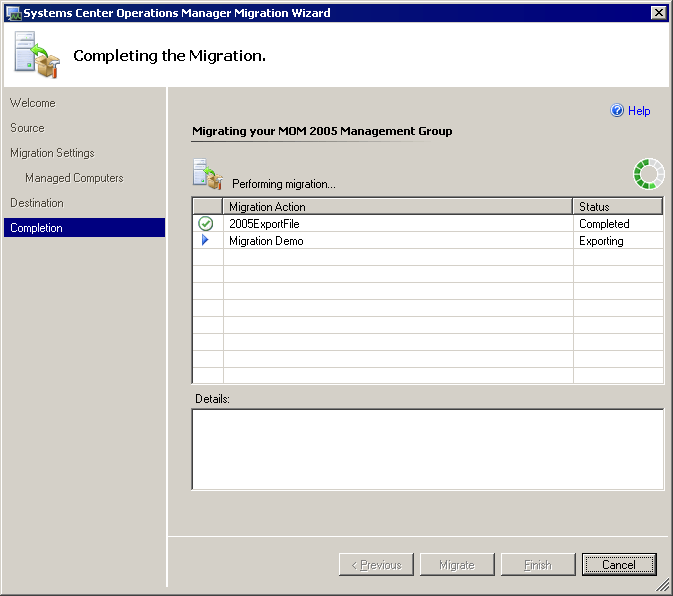 Systems Center Operations Manager Migration Wizard
Completing the Migration.
Welcome
Source
Migration Settings
Managed Computers
Destination
Completion
Help
Migrating your MOM 2005 Management Group
Performing migration...
Migration Action Status
2005ExportFile Completed
Migration Demo Exporting
Details:
< Previous Migrate Finish Cancel